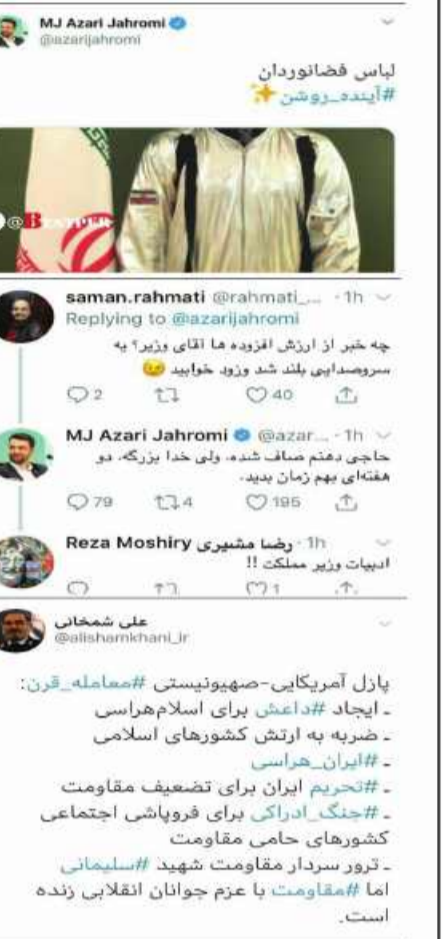 MJ Azari Jahromi
@azarijahromi
لباس فضانوردان
#آینده_روشن
saman.rahmati @rahmati_... · 1h
Replying to @azarijahromi
چه خبر از ارزش افزوده ها اقای وزیر؟ یه
سروصدایی بلند شد وزود خوابید
2
40
MJ Azari Jahromi @azar... · 1h
حاجی دهنم صاف شده، ولی خدا بزرگه، دو
هفته‌ای بهم زمان بدید.
79
4
195
Reza Moshiry رضا مشیری · 1h
ادبیات وزیر مملکت !!
1
علی شمخانی
@alishamkhani_ir
پازل آمریکایی-صهیونیستی #معامله_قرن:
- ایجاد #داعش برای اسلام‌هراسی
- ضربه به ارتش کشورهای اسلامی
- #ایران_هراسی
- #تحریم ایران برای تضعیف مقاومت
- #جنگ_ادراکی برای فروپاشی اجتماعی
کشورهای حامی مقاومت
- ترور سردار مقاومت شهید #سلیمانی
اما #مقاومت با عزم جوانان انقلابی زنده
است.